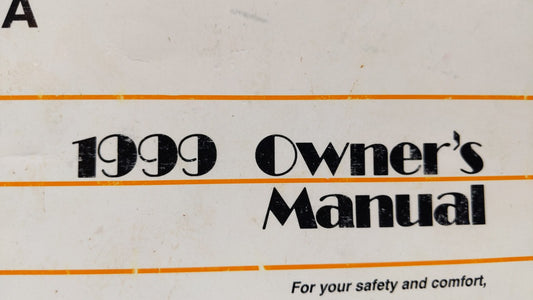 A
1999 Owner's
Manual
For your safety and comfort,